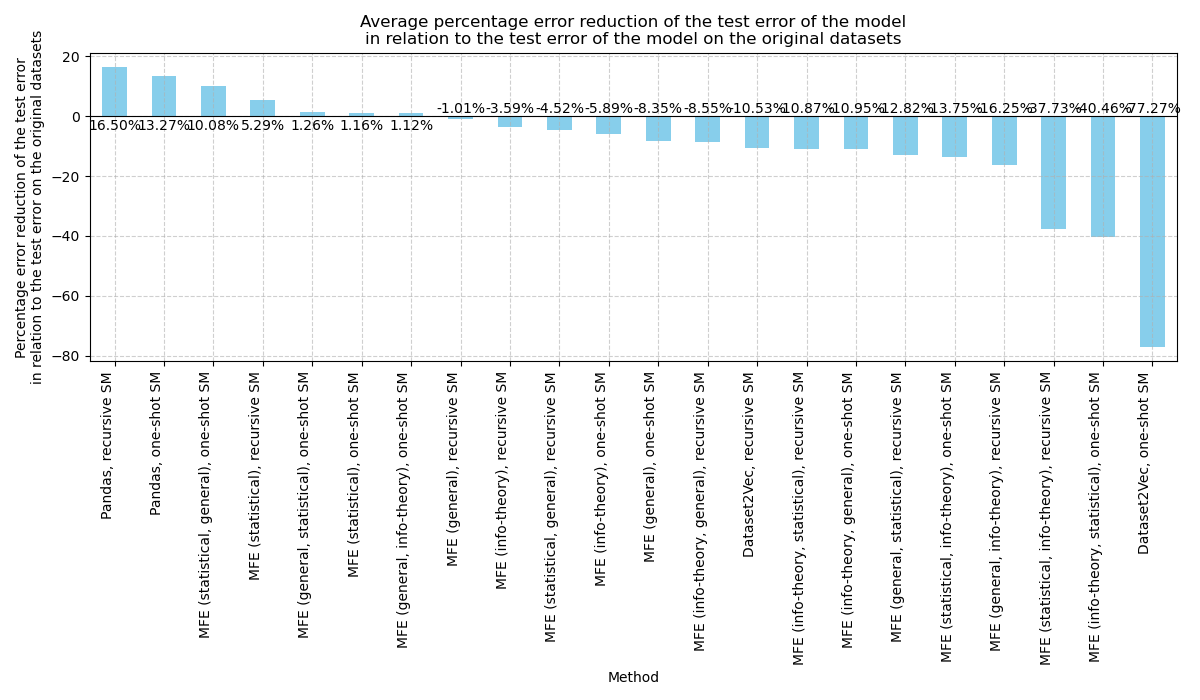 Average percentage error reduction of the test error of the model
in relation to the test error of the model on the original datasets
Percentage error reduction of the test error
in relation to the test error on the original datasets
20
0
−20
−40
−60
−80
16.50%
13.27%
10.08%
5.29%
1.26%
1.16%
1.12%
-1.01%
-3.59%
-4.52%
-5.89%
-8.35%
-8.55%
-10.53%
-10.87%
-10.95%
-12.82%
-13.75%
-16.25%
-37.73%
-40.46%
-77.27%
Pandas, recursive SM
Pandas, one-shot SM
MFE (statistical, general), one-shot SM
MFE (statistical), recursive SM
MFE (general, statistical), one-shot SM
MFE (statistical), one-shot SM
MFE (general, info-theory), one-shot SM
MFE (general), recursive SM
MFE (info-theory), recursive SM
MFE (statistical, general), recursive SM
MFE (info-theory), one-shot SM
MFE (general), one-shot SM
MFE (info-theory, general), recursive SM
Dataset2Vec, recursive SM
MFE (info-theory, statistical), recursive SM
MFE (info-theory, general), one-shot SM
MFE (general, statistical), recursive SM
MFE (statistical, info-theory), one-shot SM
MFE (general, info-theory), recursive SM
MFE (statistical, info-theory), recursive SM
MFE (info-theory, statistical), one-shot SM
Dataset2Vec, one-shot SM
Method